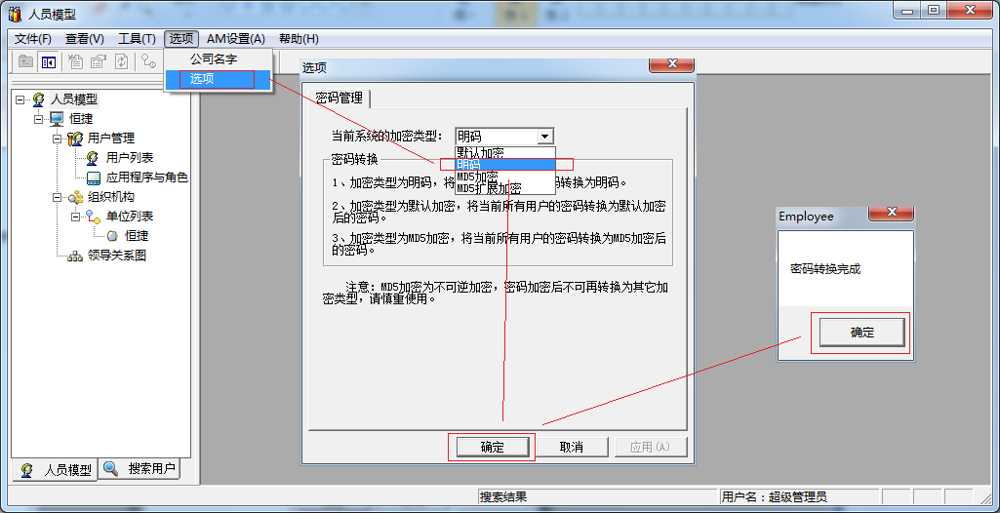 人员模型
文件(F) 查看(V) 工具(T) 选项 AM设置(A) 帮助(H)
公司名字
选项
人员模型
恒捷
用户管理
用户列表
应用程序与角色
组织机构
单位列表
恒捷
领导关系图
人员模型 搜索用户
选项
密码管理
当前系统的加密类型: 明码
默认加密
明码
MD5加密
MD5扩展加密
密码转换
1、加密类型为明码,将 码转换为明码。
2、加密类型为默认加密,将当前所有用户的密码转换为默认加密
后的密码。
3、加密类型为MD5加密,将当前所有用户的密码转换为MD5加密后
的密码。
注意:MD5加密为不可逆加密,密码加密后不可再转换为其它加
密类型,请慎重使用。
确定 取消 应用(A)
Employee
密码转换完成
确定
搜索结果 用户名:超级管理员